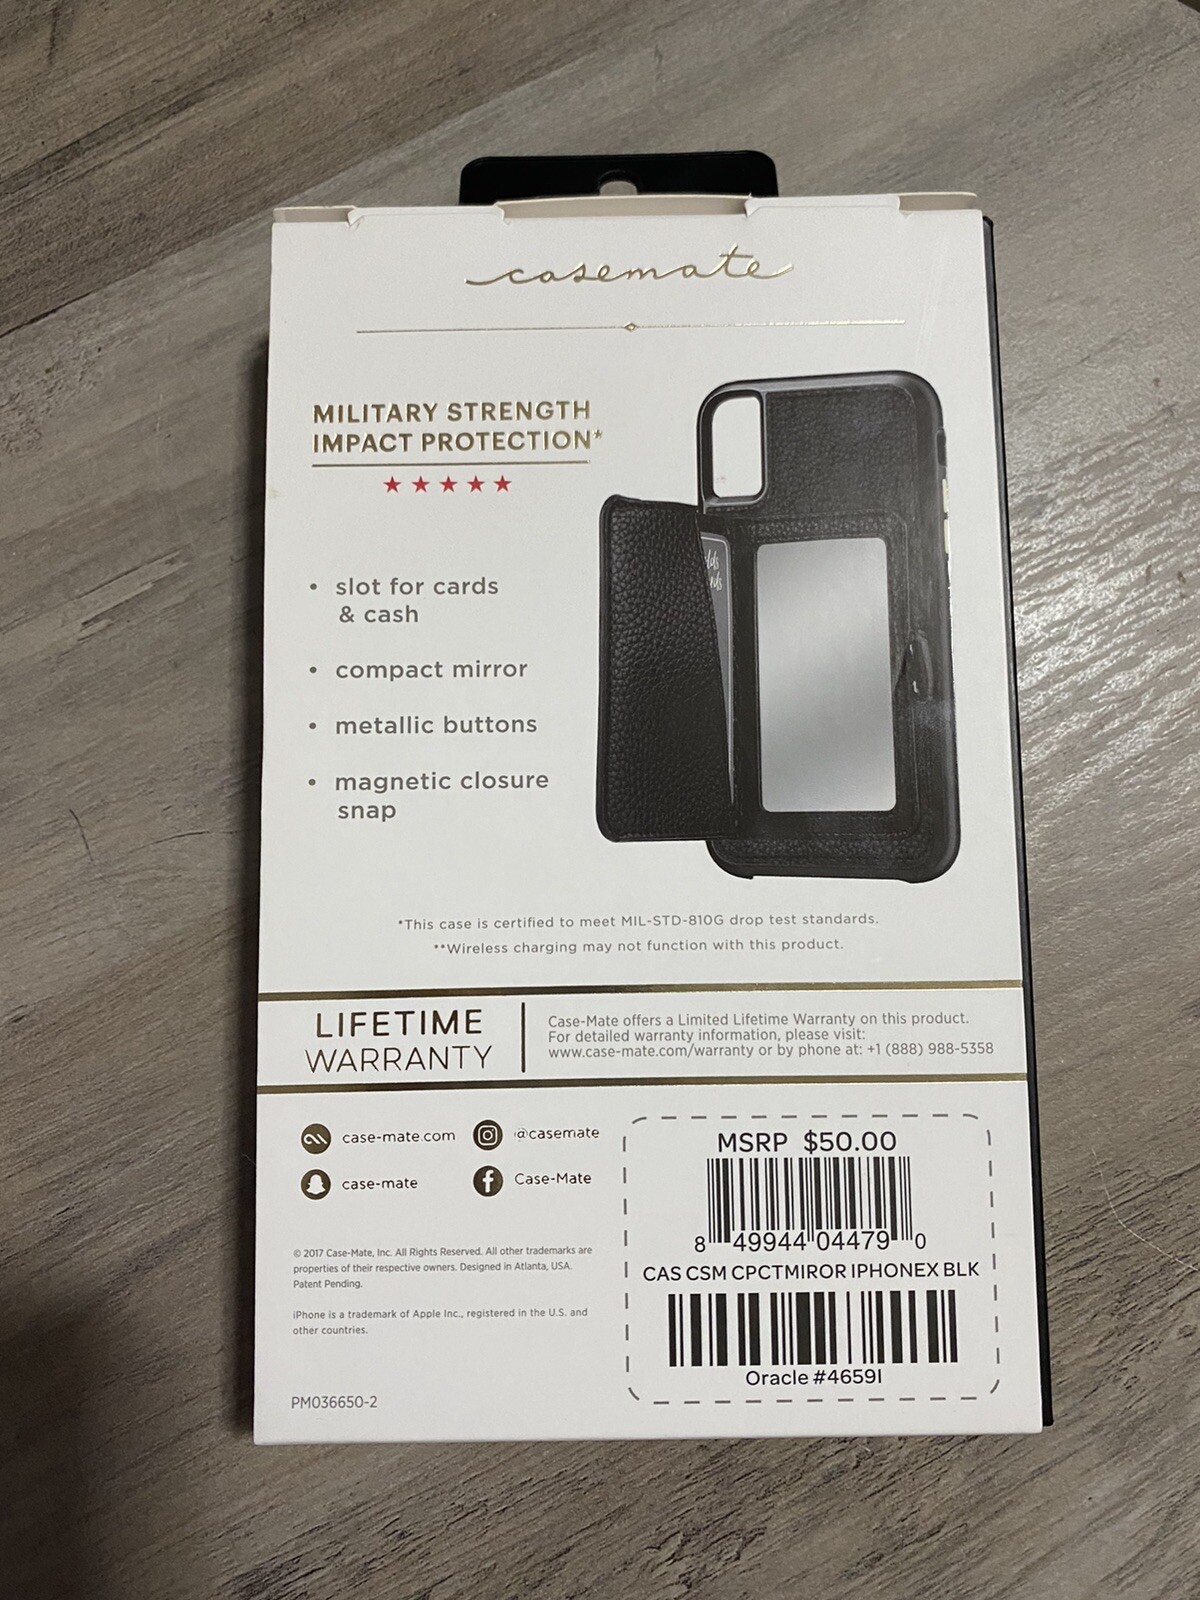 casemate
MILITARY STRENGTH
IMPACT PROTECTION*
• slot for cards
& cash
• compact mirror
• metallic buttons
• magnetic closure
snap
*This case is certified to meet MIL-STD-810G drop test standards.
**Wireless charging may not function with this product.
LIFETIME
WARRANTY
Case-Mate offers a Limited Lifetime Warranty on this product.
For detailed warranty information, please visit:
www.case-mate.com/warranty or by phone at: +1 (888) 988-5358
case-mate.com
@casemate
case-mate
Case-Mate
© 2017 Case-Mate, Inc. All Rights Reserved. All other trademarks are
properties of their respective owners. Designed in Atlanta, USA.
Patent Pending.
iPhone is a trademark of Apple Inc., registered in the U.S. and
other countries.
PM036650-2
MSRP $50.00
8 49944 04479 0
CAS CSM CPCTMIROR IPHONEX BLK
Oracle #4659I